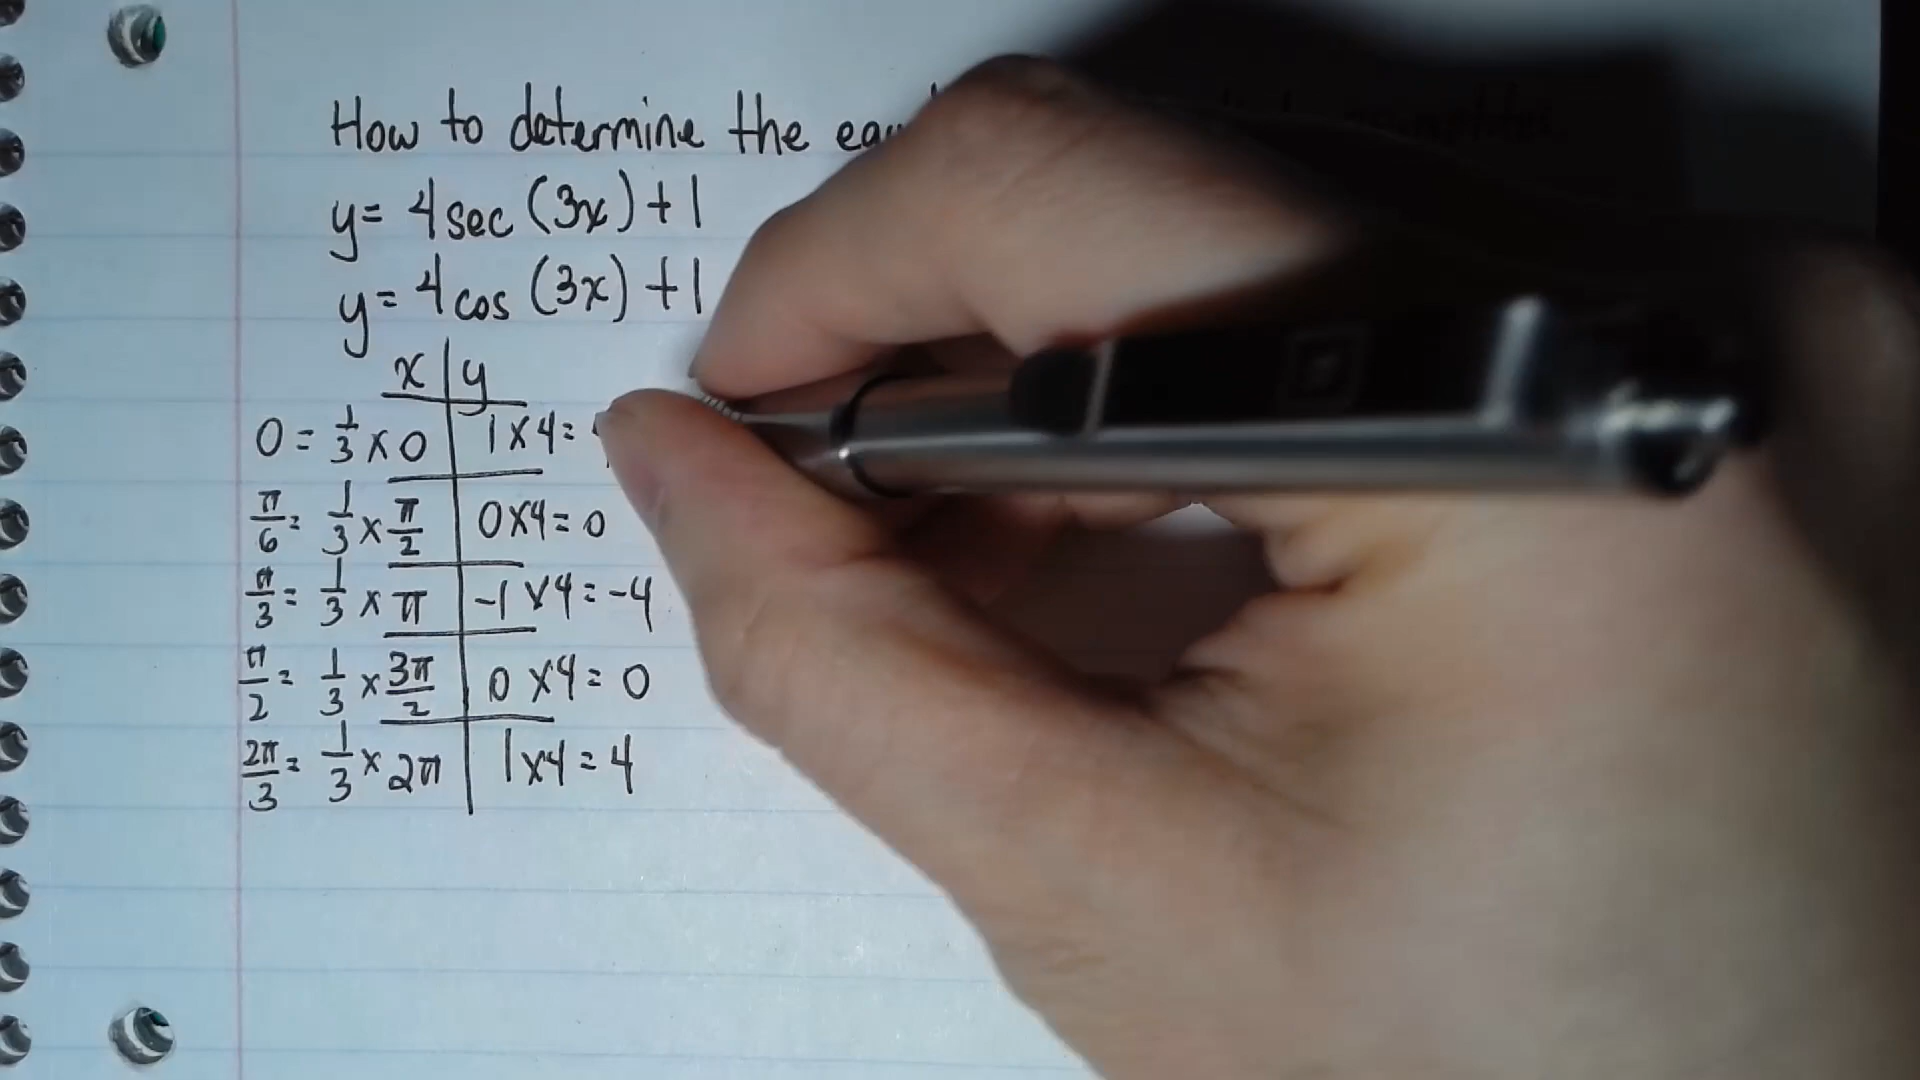 How to determine the
y= 4sec (3x)+1
y= 4cos (3x) +1
x | y
0 = 1/3 x 0 | 1x4=
π/6 = 1/3 x π/2 | 0x4=0
π/3 = 1/3 x π | -1 x4=-4
π/2 = 1/3 x 3π/2 | 0 x4= 0
2π/3 = 1/3 x 2π | 1x4=4